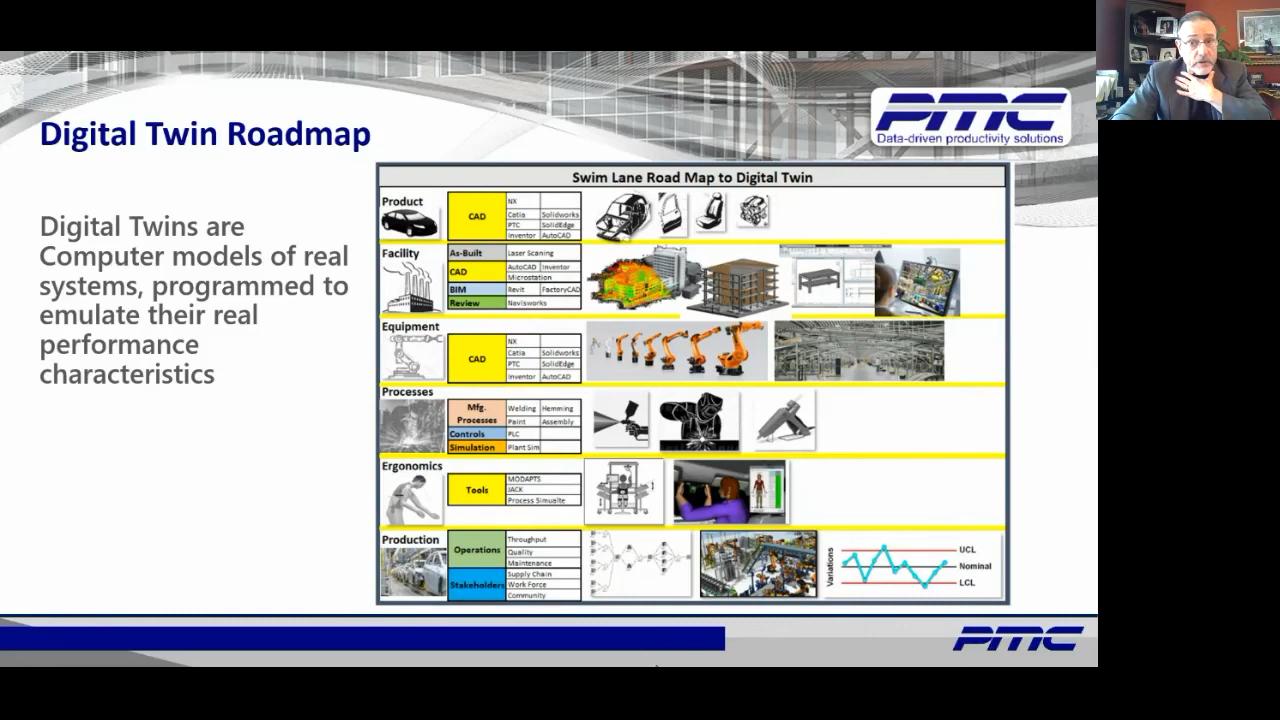 PMC
Data-driven productivity solutions
Digital Twin Roadmap
Digital Twins are
Computer models of real
systems, programmed to
emulate their real
performance
characteristics
Swim Lane Road Map to Digital Twin
Product
CAD
NX
Catia Solidworks
PTC SolidEdge
Inventor AutoCAD
Facility
As-Built Laser Scaning
CAD
AutoCAD Inventor
Microstation
BIM Revit FactoryCAD
Review Navisworks
Equipment
CAD
NX
Catia Solidworks
PTC SolidEdge
Inventor AutoCAD
Processes
Mfg.
Processes
Welding Hemming
Paint Assembly
Controls PLC
Simulation Plant Sim
Ergonomics
Tools
MODAPTS
JACK
Process Simualte
Production
Operations
Throughput
Quality
Maintenance
Stakeholders
Supply Chain
Work Force
Community
Variations
UCL
Nominal
LCL
PMC